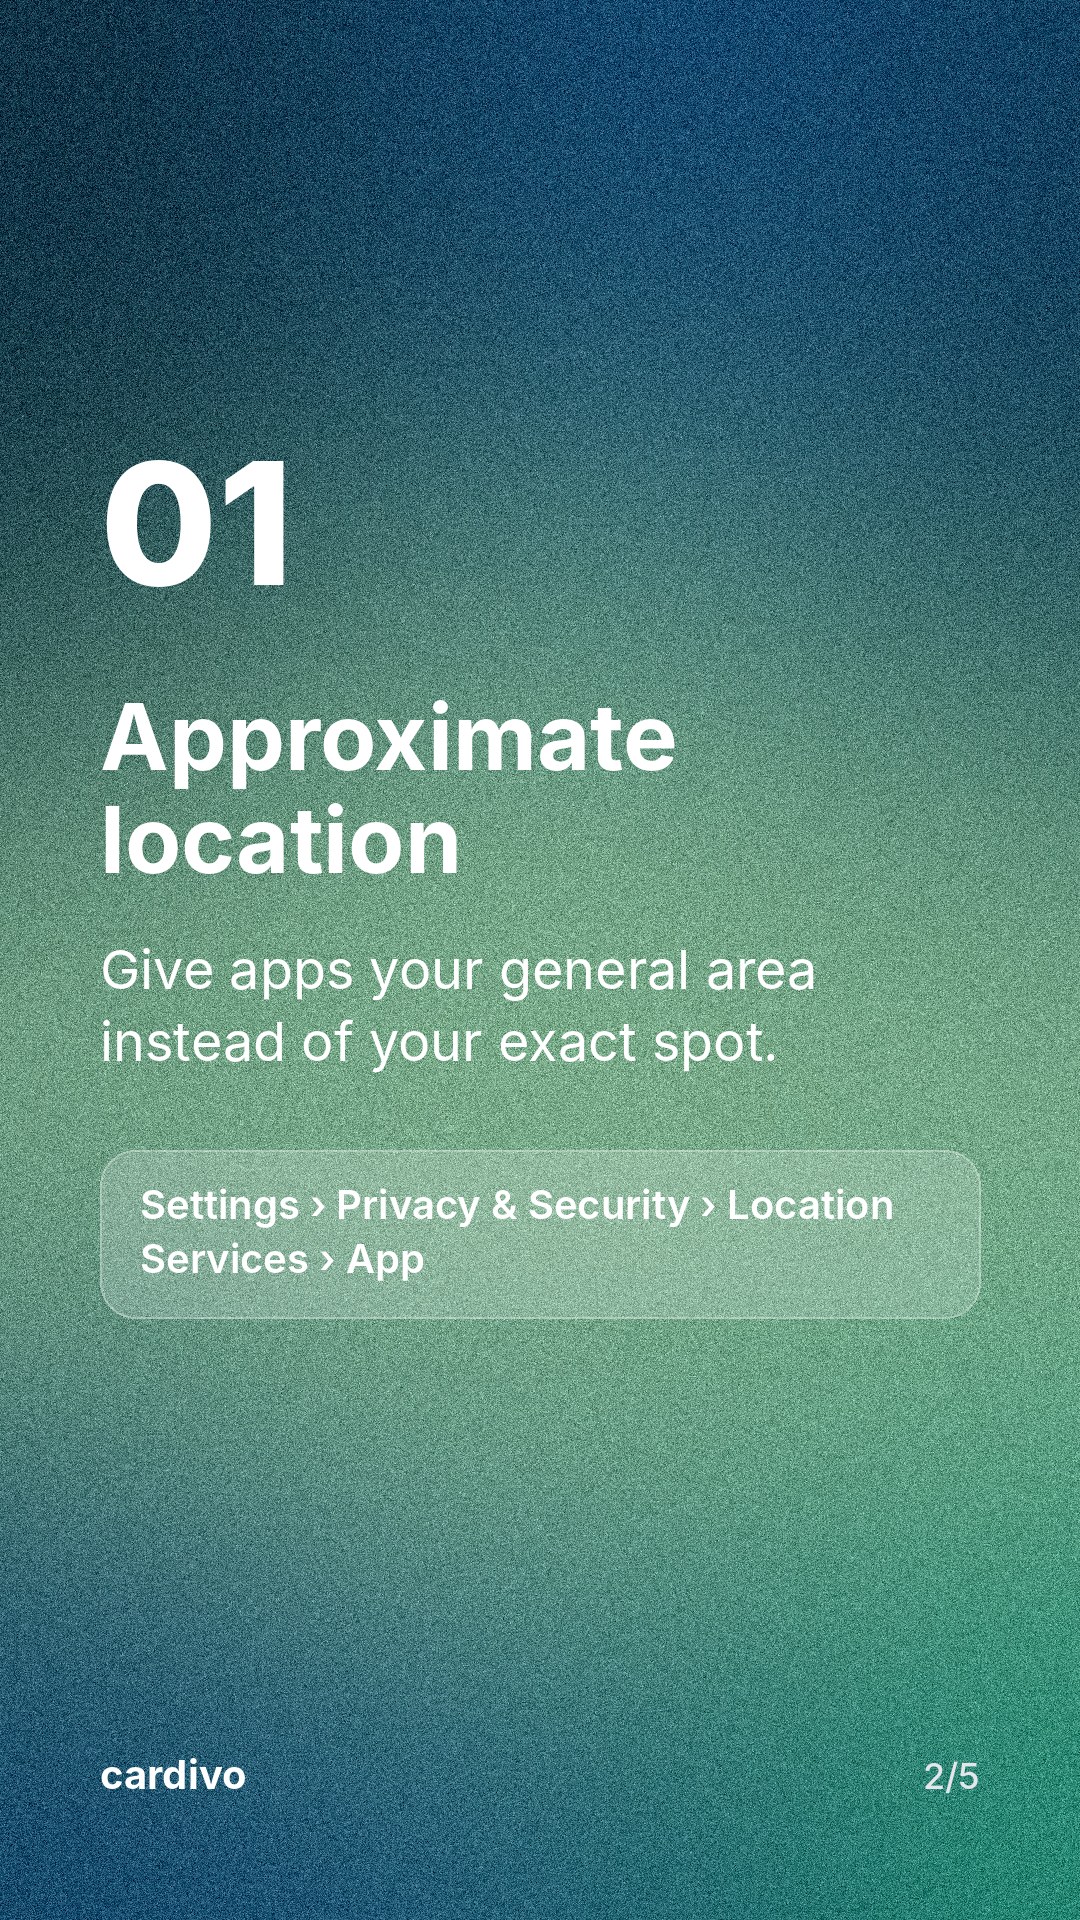 01
Approximate
location
Give apps your general area
instead of your exact spot.
Settings › Privacy & Security › Location
Services › App
cardivo
2/5